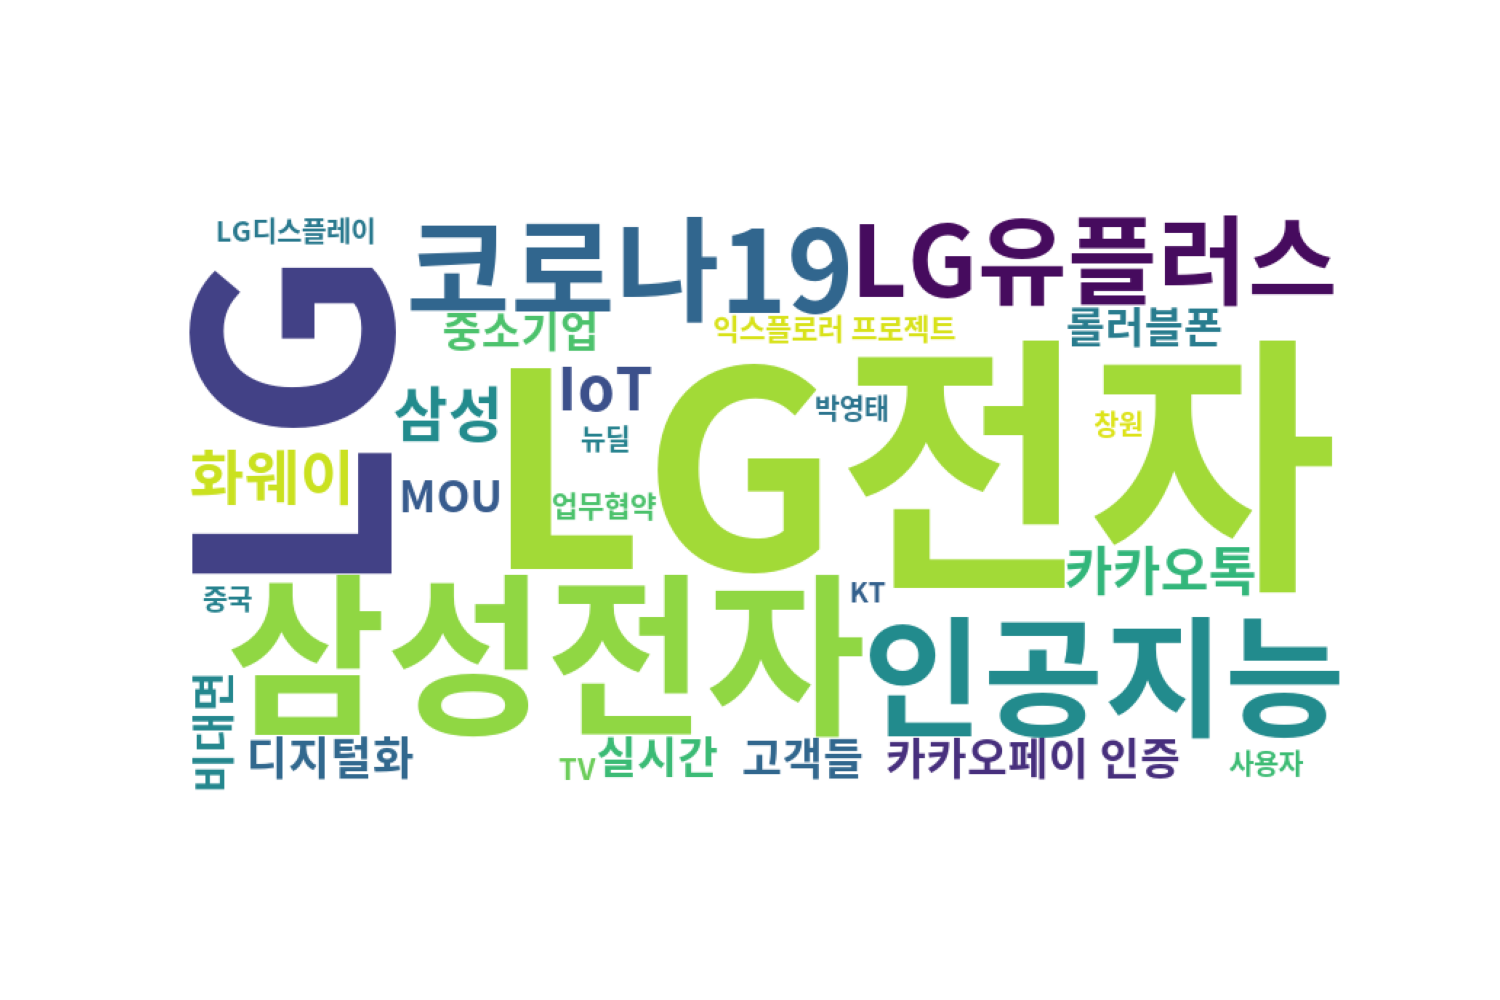 LG디스플레이
코로나19
LG유플러스
LG
중소기업
익스플로러 프로젝트
롤러블폰
IoT
삼성
LG전자
박영태
창원
뉴딜
화웨이
MOU
업무협약
카카오톡
중국
삼성전자
KT
인공지능
비대면
디지털화
TV
실시간
고객들
카카오페이 인증
사용자